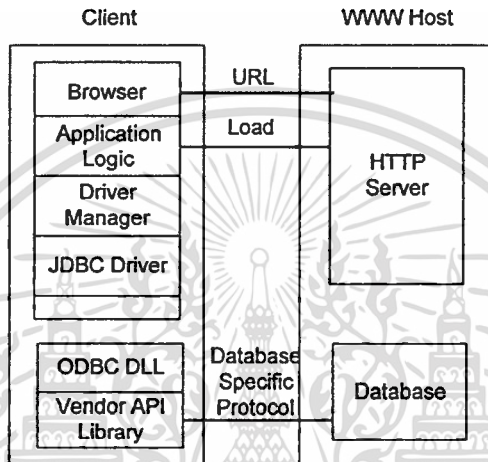 Client
WWW Host
Browser
URL
Application
Logic
Load
HTTP
Server
Driver
Manager
JDBC Driver
ODBC DLL
Vendor API
Library
Database
Specific
Protocol
Database